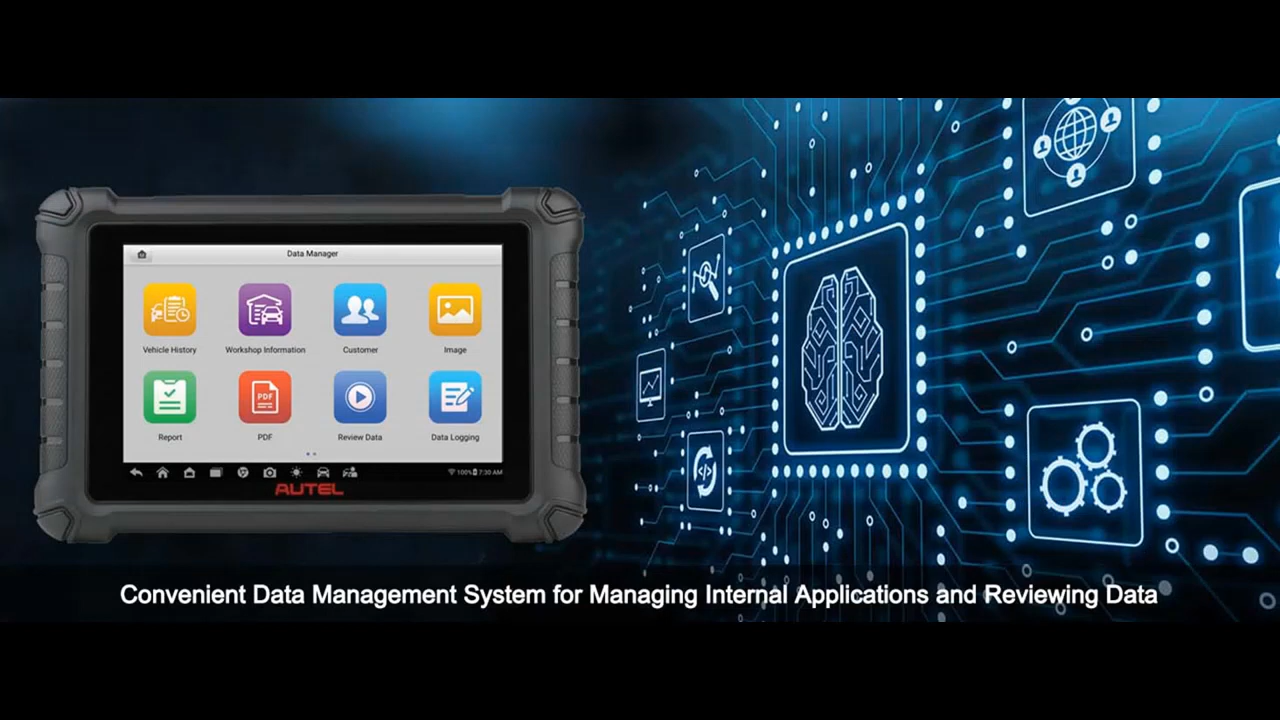 Data Manager
Vehicle History
Workshop Information
Customer
Image
Report
PDF
PDF
Review Data
Data Logging
100% 7:30 AM
AUTEL
Convenient Data Management System for Managing Internal Applications and Reviewing Data